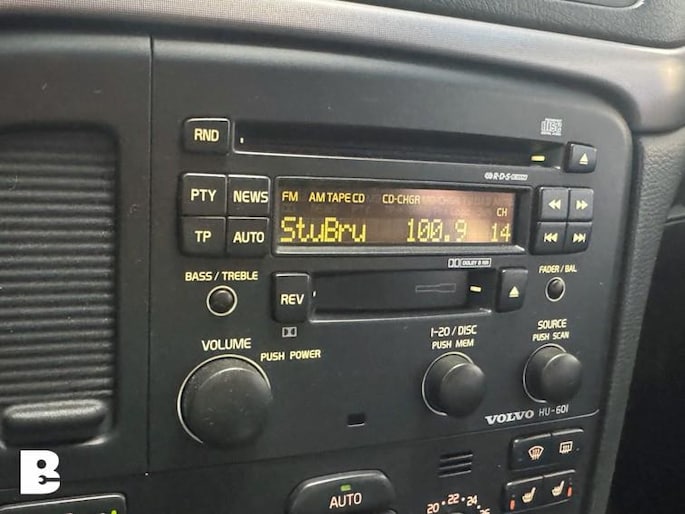 disc
RND
R·D·S
PTY NEWS
FM AM TAPE CD CD-CHGR CH
StuBru 100.9 14
TP AUTO
DOLBY B NR
BASS / TREBLE
FADER / BAL
REV
VOLUME
PUSH POWER
1-20 / DISC
PUSH MEM
SOURCE
PUSH SCAN
VOLVO HU-601
AUTO
20 22 24
B